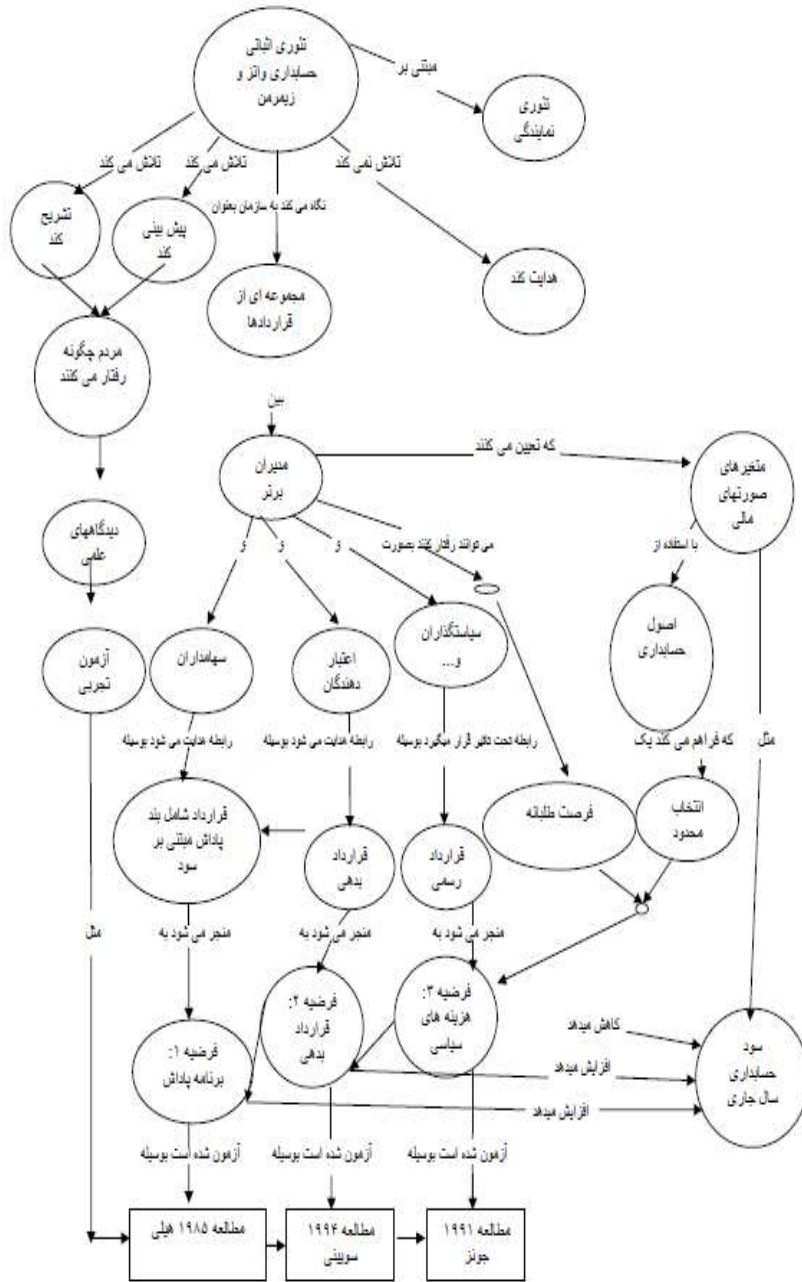 تئوری اثباتی
حسابداری واتز و
زیمرمن
مبتنی بر
تئوری
نمایندگی
تلاش می کند
تلاش می کند
تلاش نمی کند
نگاه می کند به سازمان بعنوان
تشریح
کند
پیش بینی
کند
مجموعه ای از
قراردادها
هدایت کند
مردم چگونه
رفتار می کنند
بین
مدیران
برتر
که تعیین می کنند
متغیرهای
صورتهای
مالی
دیدگاههای
علمی
و
و
و
می توانند رفتار کنند بصورت
با استفاده از
اصول
حسابداری
آزمون
تجربی
سهامداران
اعتبار
دهندگان
سیاستگذاران
و...
رابطه هدایت می شود بوسیله
رابطه هدایت می شود بوسیله
رابطه تحت تاثیر قرار میگیرد بوسیله
که فراهم می کند یک
مثل
قرارداد شامل بند
پاداش مبتنی بر
سود
قرارداد
بدهی
قرارداد
رسمی
فرصت طلبانه
انتخاب
محدود
مثل
منجر می شود به
منجر می شود به
منجر می شود به
فرضیه ۱:
برنامه پاداش
فرضیه ۲:
قرارداد
بدهی
فرضیه ۳:
هزینه های
سیاسی
کاهش میدهد
افزایش میدهد
افزایش میدهد
سود
حسابداری
سال جاری
آزمون شده است بوسیله
آزمون شده است بوسیله
آزمون شده است بوسیله
مطالعه ۱۹۸۵ هیلی
مطالعه ۱۹۹۴
سویینی
مطالعه ۱۹۹۱
جونز